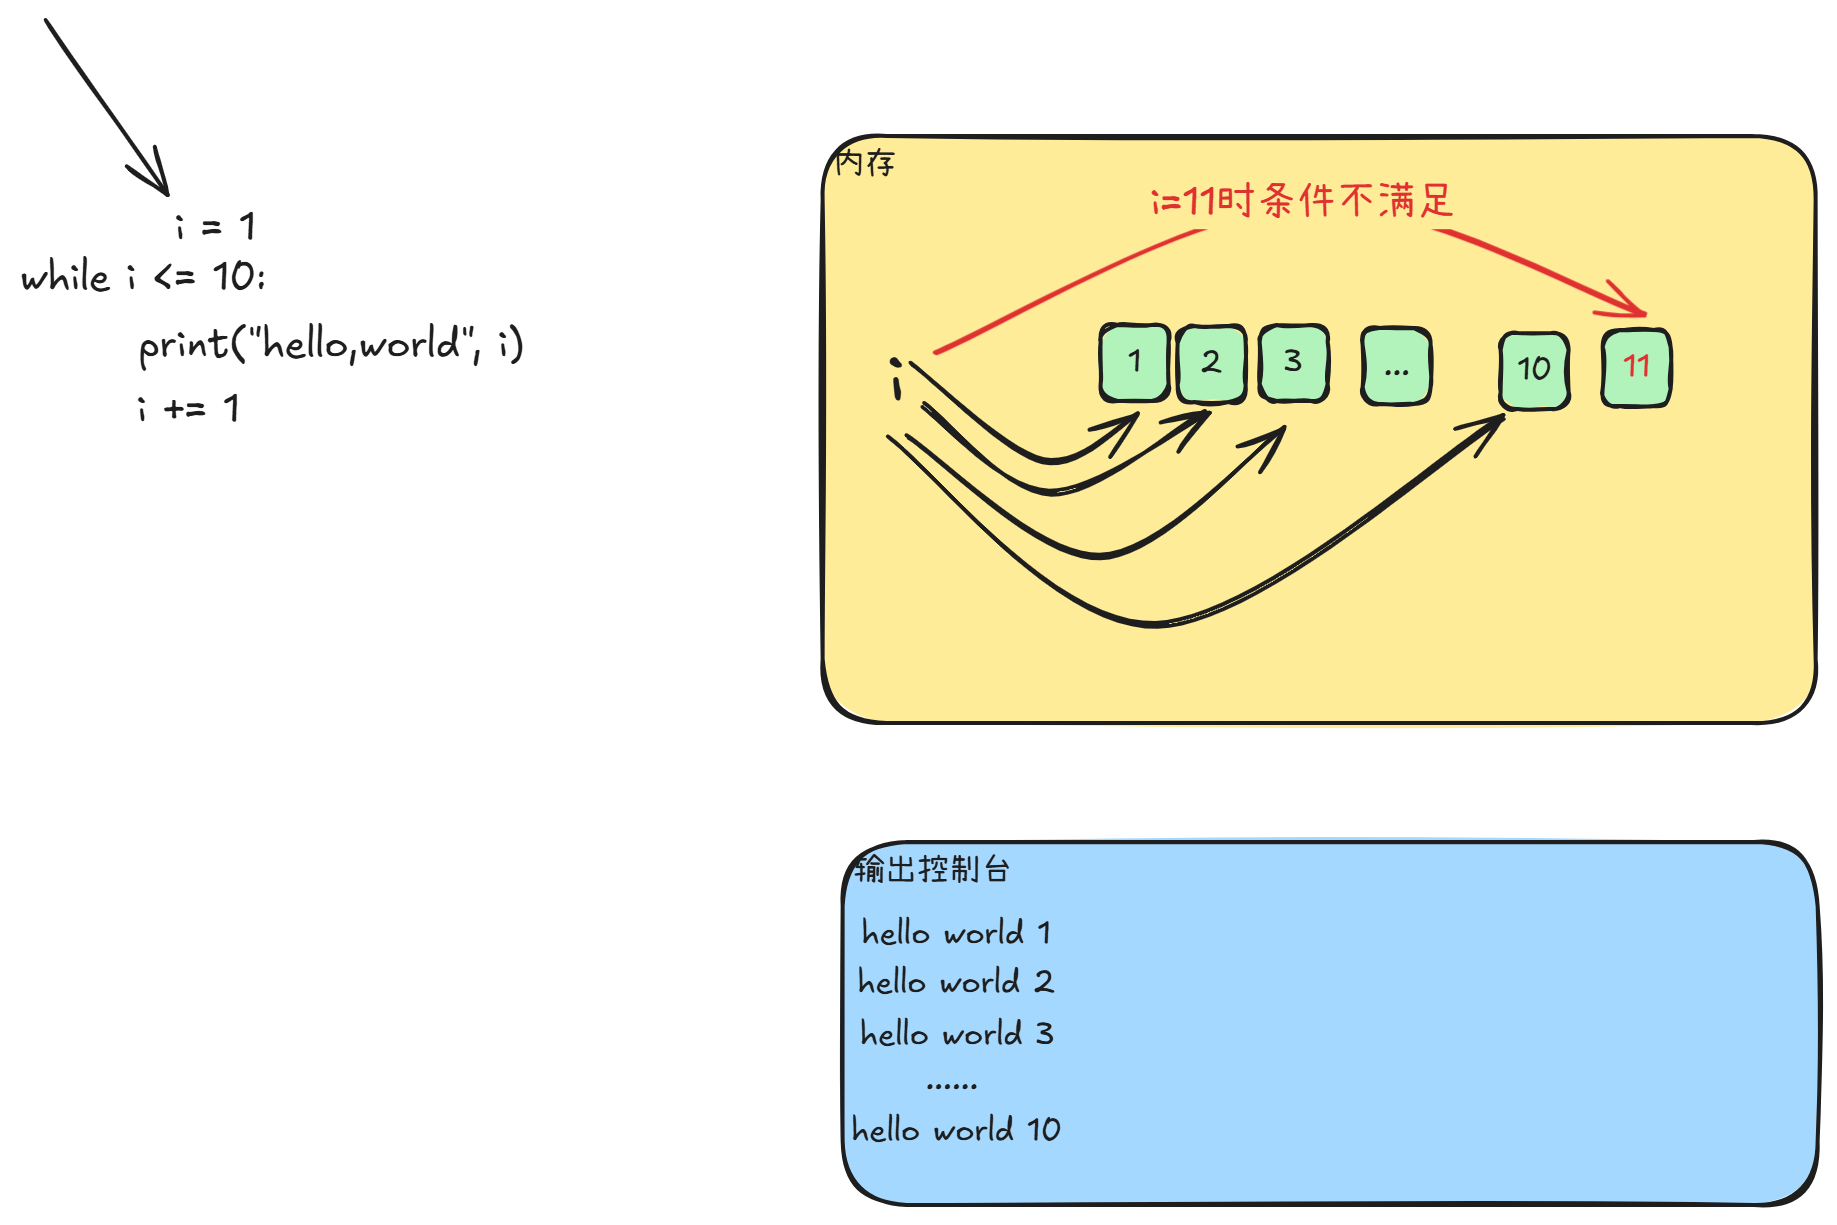 i = 1
while i <= 10:
print("hello,world", i)
i += 1
内存
i=11时条件不满足
i
1 2 3 ... 10 11
输出控制台
hello world 1
hello world 2
hello world 3
......
hello world 10